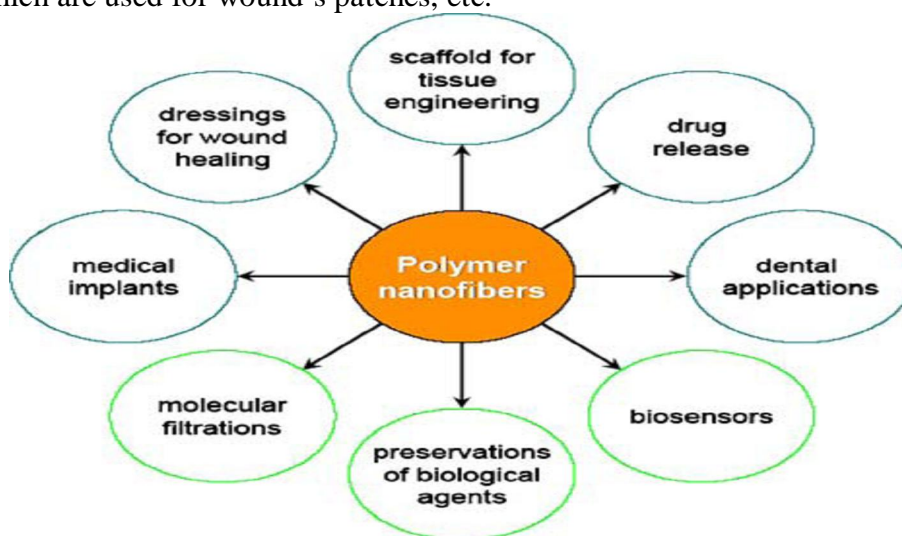 are used for wound's patches, etc.
scaffold for
tissue
engineering
dressings
for wound
healing
drug
release
medical
implants
Polymer
nanofibers
dental
applications
molecular
filtrations
biosensors
preservations
of biological
agents